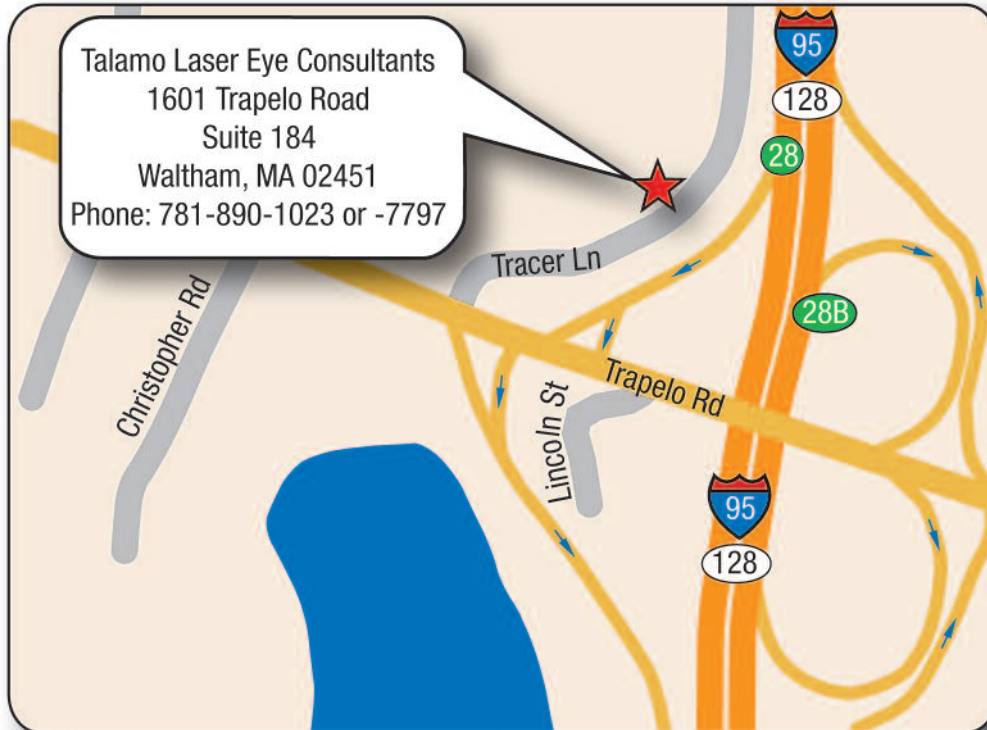 Talamo Laser Eye Consultants
1601 Trapelo Road
Suite 184
Waltham, MA 02451
Phone: 781-890-1023 or -7797
95
128
28
Tracer Ln
28B
Christopher Rd
Trapelo Rd
Lincoln St
95
128